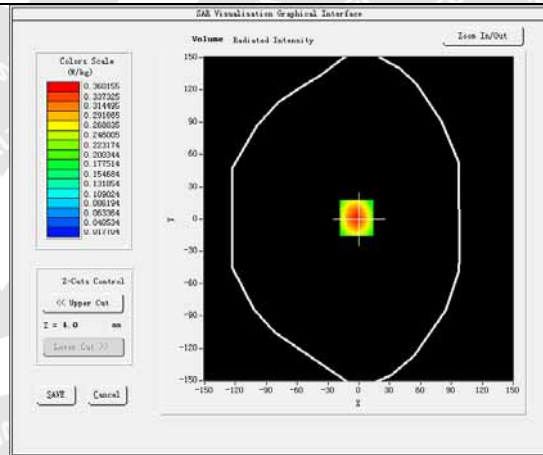 SAR Visualisation Graphical Interface
Volume Radiated Intensity
Zoom In/Out
Colors Scale
(W/kg)
0.360155
0.337325
0.314495
0.291665
0.268835
0.246005
0.223174
0.200344
0.177514
0.154684
0.131854
0.109024
0.086194
0.063364
0.040534
0.017704
Z-Cuts Control
<< Upper Cut
Z = 4.0 mm
Lower Cut >>
SAVE Cancel
150
120
90
60
30
0
-30
-60
-90
-120
-150
Y
-150 -120 -90 -60 -30 0 30 60 90 120 150
X